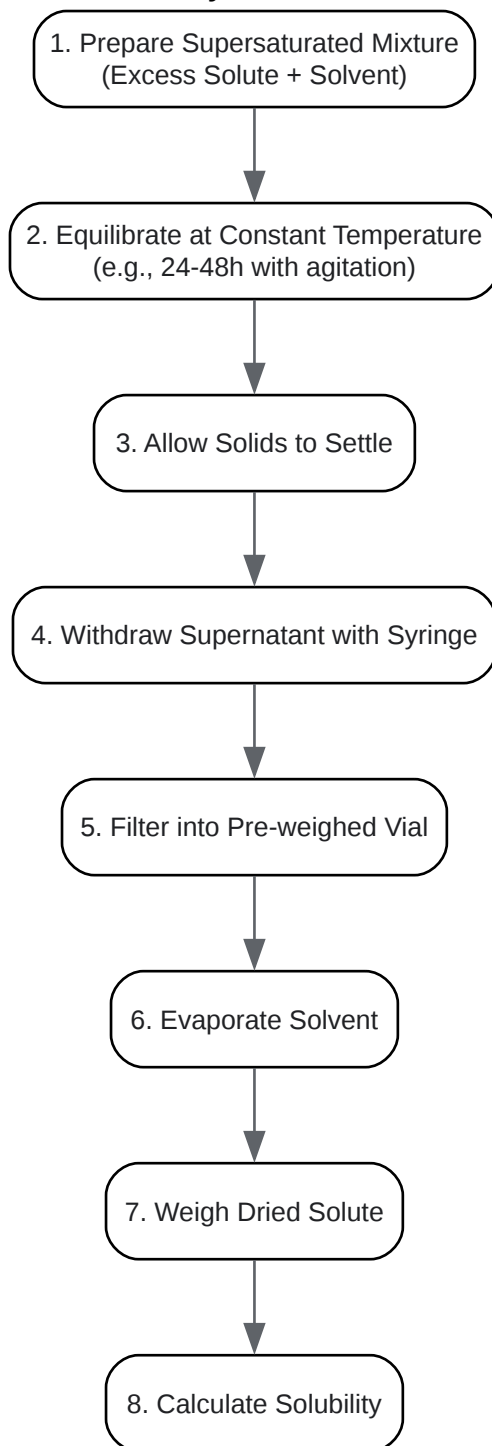 1. Prepare Supersaturated Mixture
(Excess Solute + Solvent)
2. Equilibrate at Constant Temperature
(e.g., 24-48h with agitation)
3. Allow Solids to Settle
4. Withdraw Supernatant with Syringe
5. Filter into Pre-weighed Vial
6. Evaporate Solvent
7. Weigh Dried Solute
8. Calculate Solubility